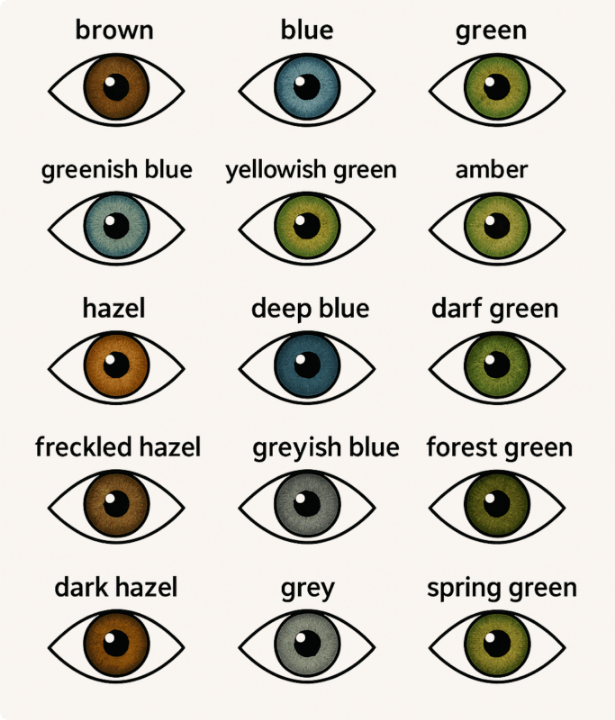 brown blue green
greenish blue yellowish green amber
hazel deep blue darf green
freckled hazel greyish blue forest green
dark hazel grey spring green